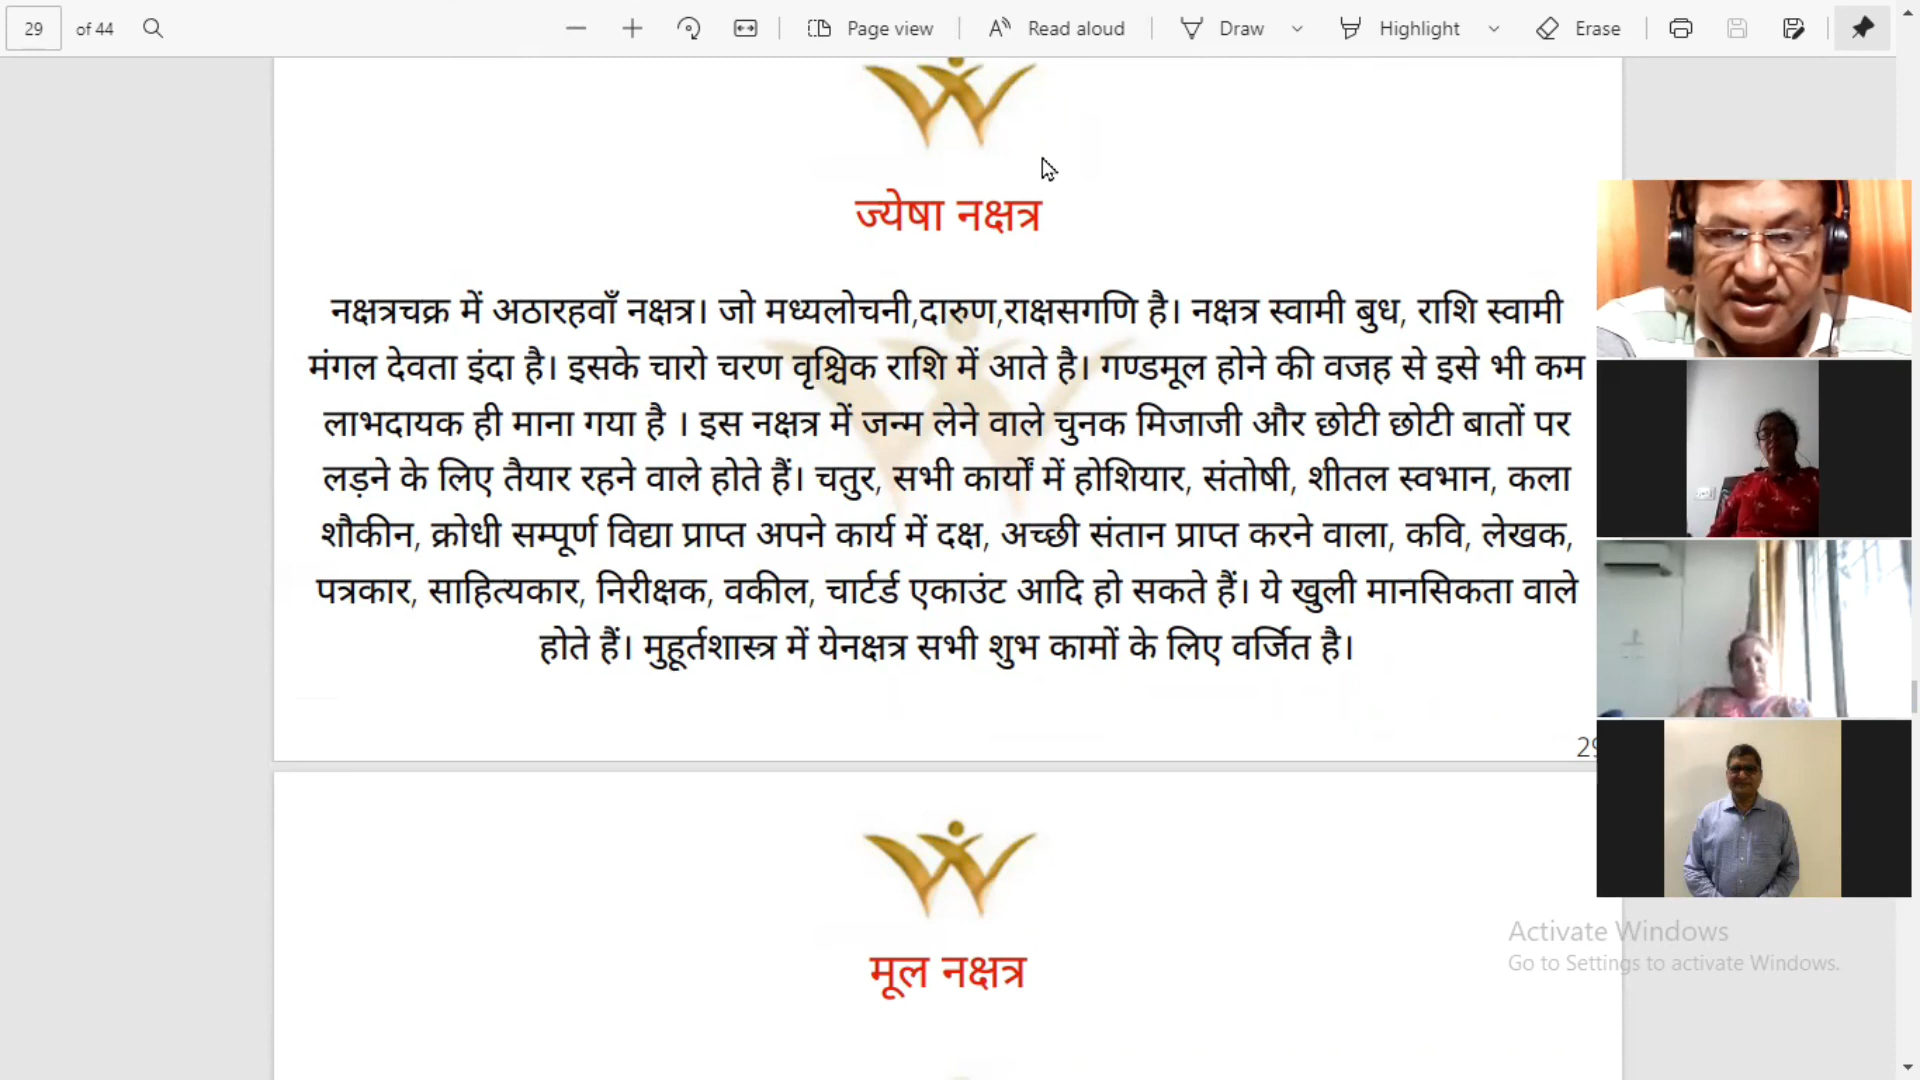 29 of 44 Page view Read aloud Draw Highlight Erase
ज्येषा नक्षत्र
नक्षत्रचक्र में अठारहवाँ नक्षत्र। जो मध्यलोचनी,दारुण,राक्षसगणि है। नक्षत्र स्वामी बुध, राशि स्वामी
मंगल देवता इंदा है। इसके चारो चरण वृश्चिक राशि में आते है। गण्डमूल होने की वजह से इसे भी कम
लाभदायक ही माना गया है । इस नक्षत्र में जन्म लेने वाले चुनक मिजाजी और छोटी छोटी बातों पर
लड़ने के लिए तैयार रहने वाले होते हैं। चतुर, सभी कार्यों में होशियार, संतोषी, शीतल स्वभान, कला
शौकीन, क्रोधी सम्पूर्ण विद्या प्राप्त अपने कार्य में दक्ष, अच्छी संतान प्राप्त करने वाला, कवि, लेखक,
पत्रकार, साहित्यकार, निरीक्षक, वकील, चार्टर्ड एकाउंट आदि हो सकते हैं। ये खुली मानसिकता वाले
होते हैं। मुहूर्तशास्त्र में येनक्षत्र सभी शुभ कामों के लिए वर्जित है।
29
मूल नक्षत्र
Activate Windows
Go to Settings to activate Windows.